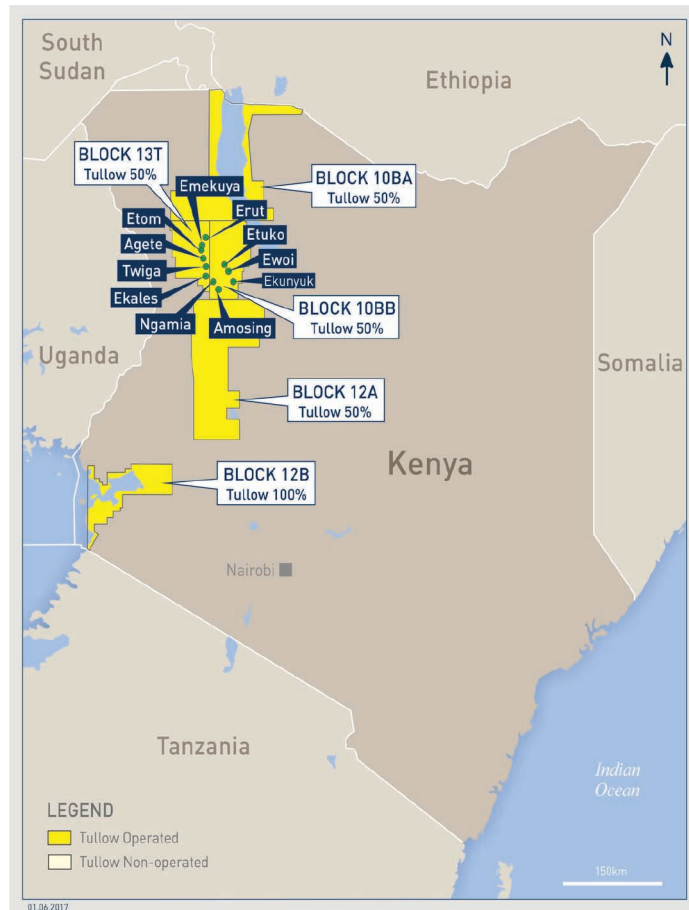 South
Sudan
Ethiopia
N
BLOCK 13T
Tullow 50%
BLOCK 10BA
Tullow 50%
Emekuya
Erut
Etom
Etuko
Agete
Ewoi
Twiga
Ekunyuk
Ekales
BLOCK 10BB
Tullow 50%
Ngamia
Amosing
Uganda
Somalia
BLOCK 12A
Tullow 50%
Kenya
BLOCK 12B
Tullow 100%
Nairobi
Tanzania
Indian
Ocean
LEGEND
Tullow Operated
Tullow Non-operated
150km
01.06.2017